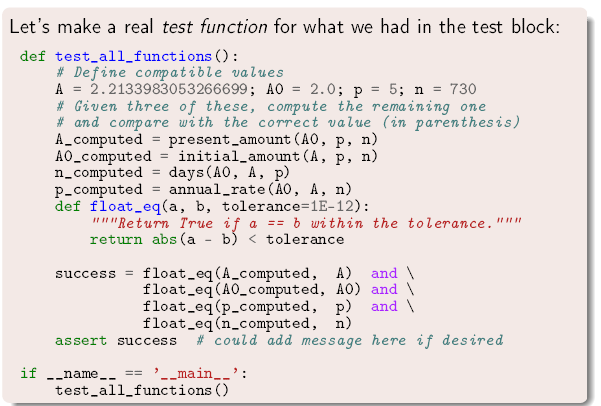 Let's make a real test function for what we had in the test block:
def test_all_functions():
    # Define compatible values
    A = 2.2133983053266699; A0 = 2.0; p = 5; n = 730
    # Given three of these, compute the remaining one
    # and compare with the correct value (in parenthesis)
    A_computed = present_amount(A0, p, n)
    A0_computed = initial_amount(A, p, n)
    n_computed = days(A0, A, p)
    p_computed = annual_rate(A0, A, n)
    def float_eq(a, b, tolerance=1E-12):
        """Return True if a == b within the tolerance."""
        return abs(a - b) < tolerance

    success = float_eq(A_computed,  A)  and \
              float_eq(A0_computed, A0) and \
              float_eq(p_computed,  p)  and \
              float_eq(n_computed,  n)
    assert success  # could add message here if desired

if __name__ == '__main__':
    test_all_functions()